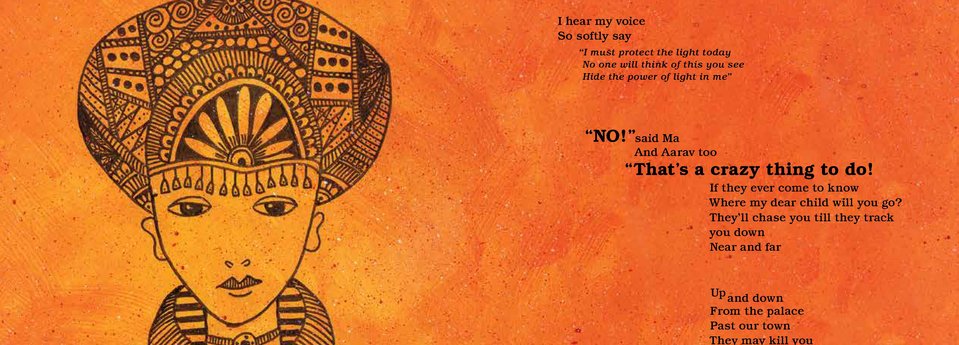 I hear my voice
So softly say
“I must protect the light today
No one will think of this you see
Hide the power of light in me”
“NO!” said Ma
And Aarav too
“That’s a crazy thing to do!
If they ever come to know
Where my dear child will you go?
They’ll chase you till they track
you down
Near and far
Up and down
From the palace
Past our town
They may kill you